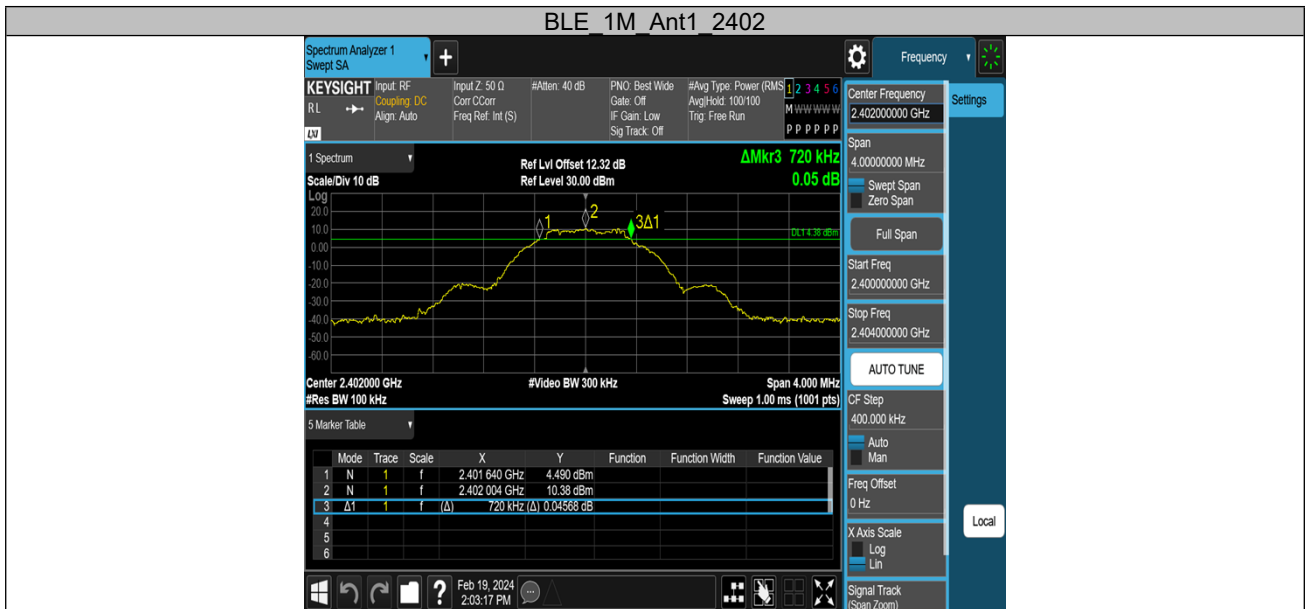 BLE_1M_Ant1_2402
Spectrum Analyzer 1
Swept SA
+
Frequency
KEYSIGHT
RL
LXI
Input: RF
Coupling: DC
Align: Auto
Input Z: 50 Ω
Corr CCorr
Freq Ref: Int (S)
#Atten: 40 dB
PNO: Best Wide
Gate: Off
IF Gain: Low
Sig Track: Off
#Avg Type: Power (RMS
Avg|Hold: 100/100
Trig: Free Run
1 2 3 4 5 6
M W W W W W
P P P P P P
Center Frequency
2.402000000 GHz
Settings
Span
4.00000000 MHz
Swept Span
Zero Span
Full Span
Start Freq
2.400000000 GHz
Stop Freq
2.404000000 GHz
AUTO TUNE
CF Step
400.000 kHz
Auto
Man
Freq Offset
0 Hz
X Axis Scale
Log
Lin
Signal Track
(Span Zoom)
Local
1 Spectrum
Scale/Div 10 dB
Log
Ref Lvl Offset 12.32 dB
Ref Level 30.00 dBm
ΔMkr3 720 kHz
0.05 dB
20.0
10.0
0.00
-10.0
-20.0
-30.0
-40.0
-50.0
-60.0
1
2
3Δ1
DL1 4.38 dBm
Center 2.402000 GHz
#Video BW 300 kHz
Span 4.000 MHz
#Res BW 100 kHz
Sweep 1.00 ms (1001 pts)
5 Marker Table
Mode Trace Scale X Y Function Function Width Function Value
1 N 1 f 2.401 640 GHz 4.490 dBm
2 N 1 f 2.402 004 GHz 10.38 dBm
3 Δ1 1 f (Δ) 720 kHz (Δ) 0.04568 dB
4
5
6
?
Feb 19, 2024
2:03:17 PM